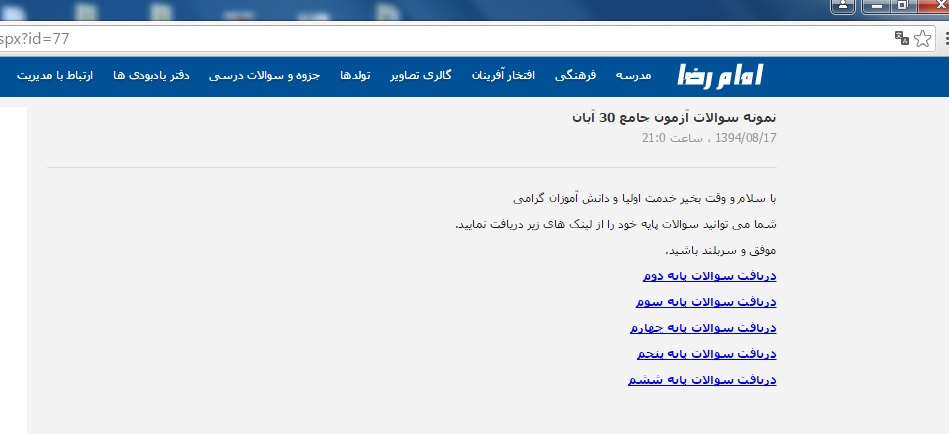 spx?id=77
امام رضا مدرسه فرهنگی افتخار آفرینان گالری تصاویر تولدها جزوه و سوالات درسی دفتر یادبودی ها ارتباط با مدیریت
نمونه سوالات آزمون جامع 30 آبان
1394/08/17 ، ساعت 21:0
با سلام و وقت بخیر خدمت اولیا و دانش آموزان گرامی
شما می توانید سوالات پایه خود را از لینک های زیر دریافت نمایید.
موفق و سربلند باشید.
دریافت سوالات پایه دوم
دریافت سوالات پایه سوم
دریافت سوالات پایه چهارم
دریافت سوالات پایه پنجم
دریافت سوالات پایه ششم